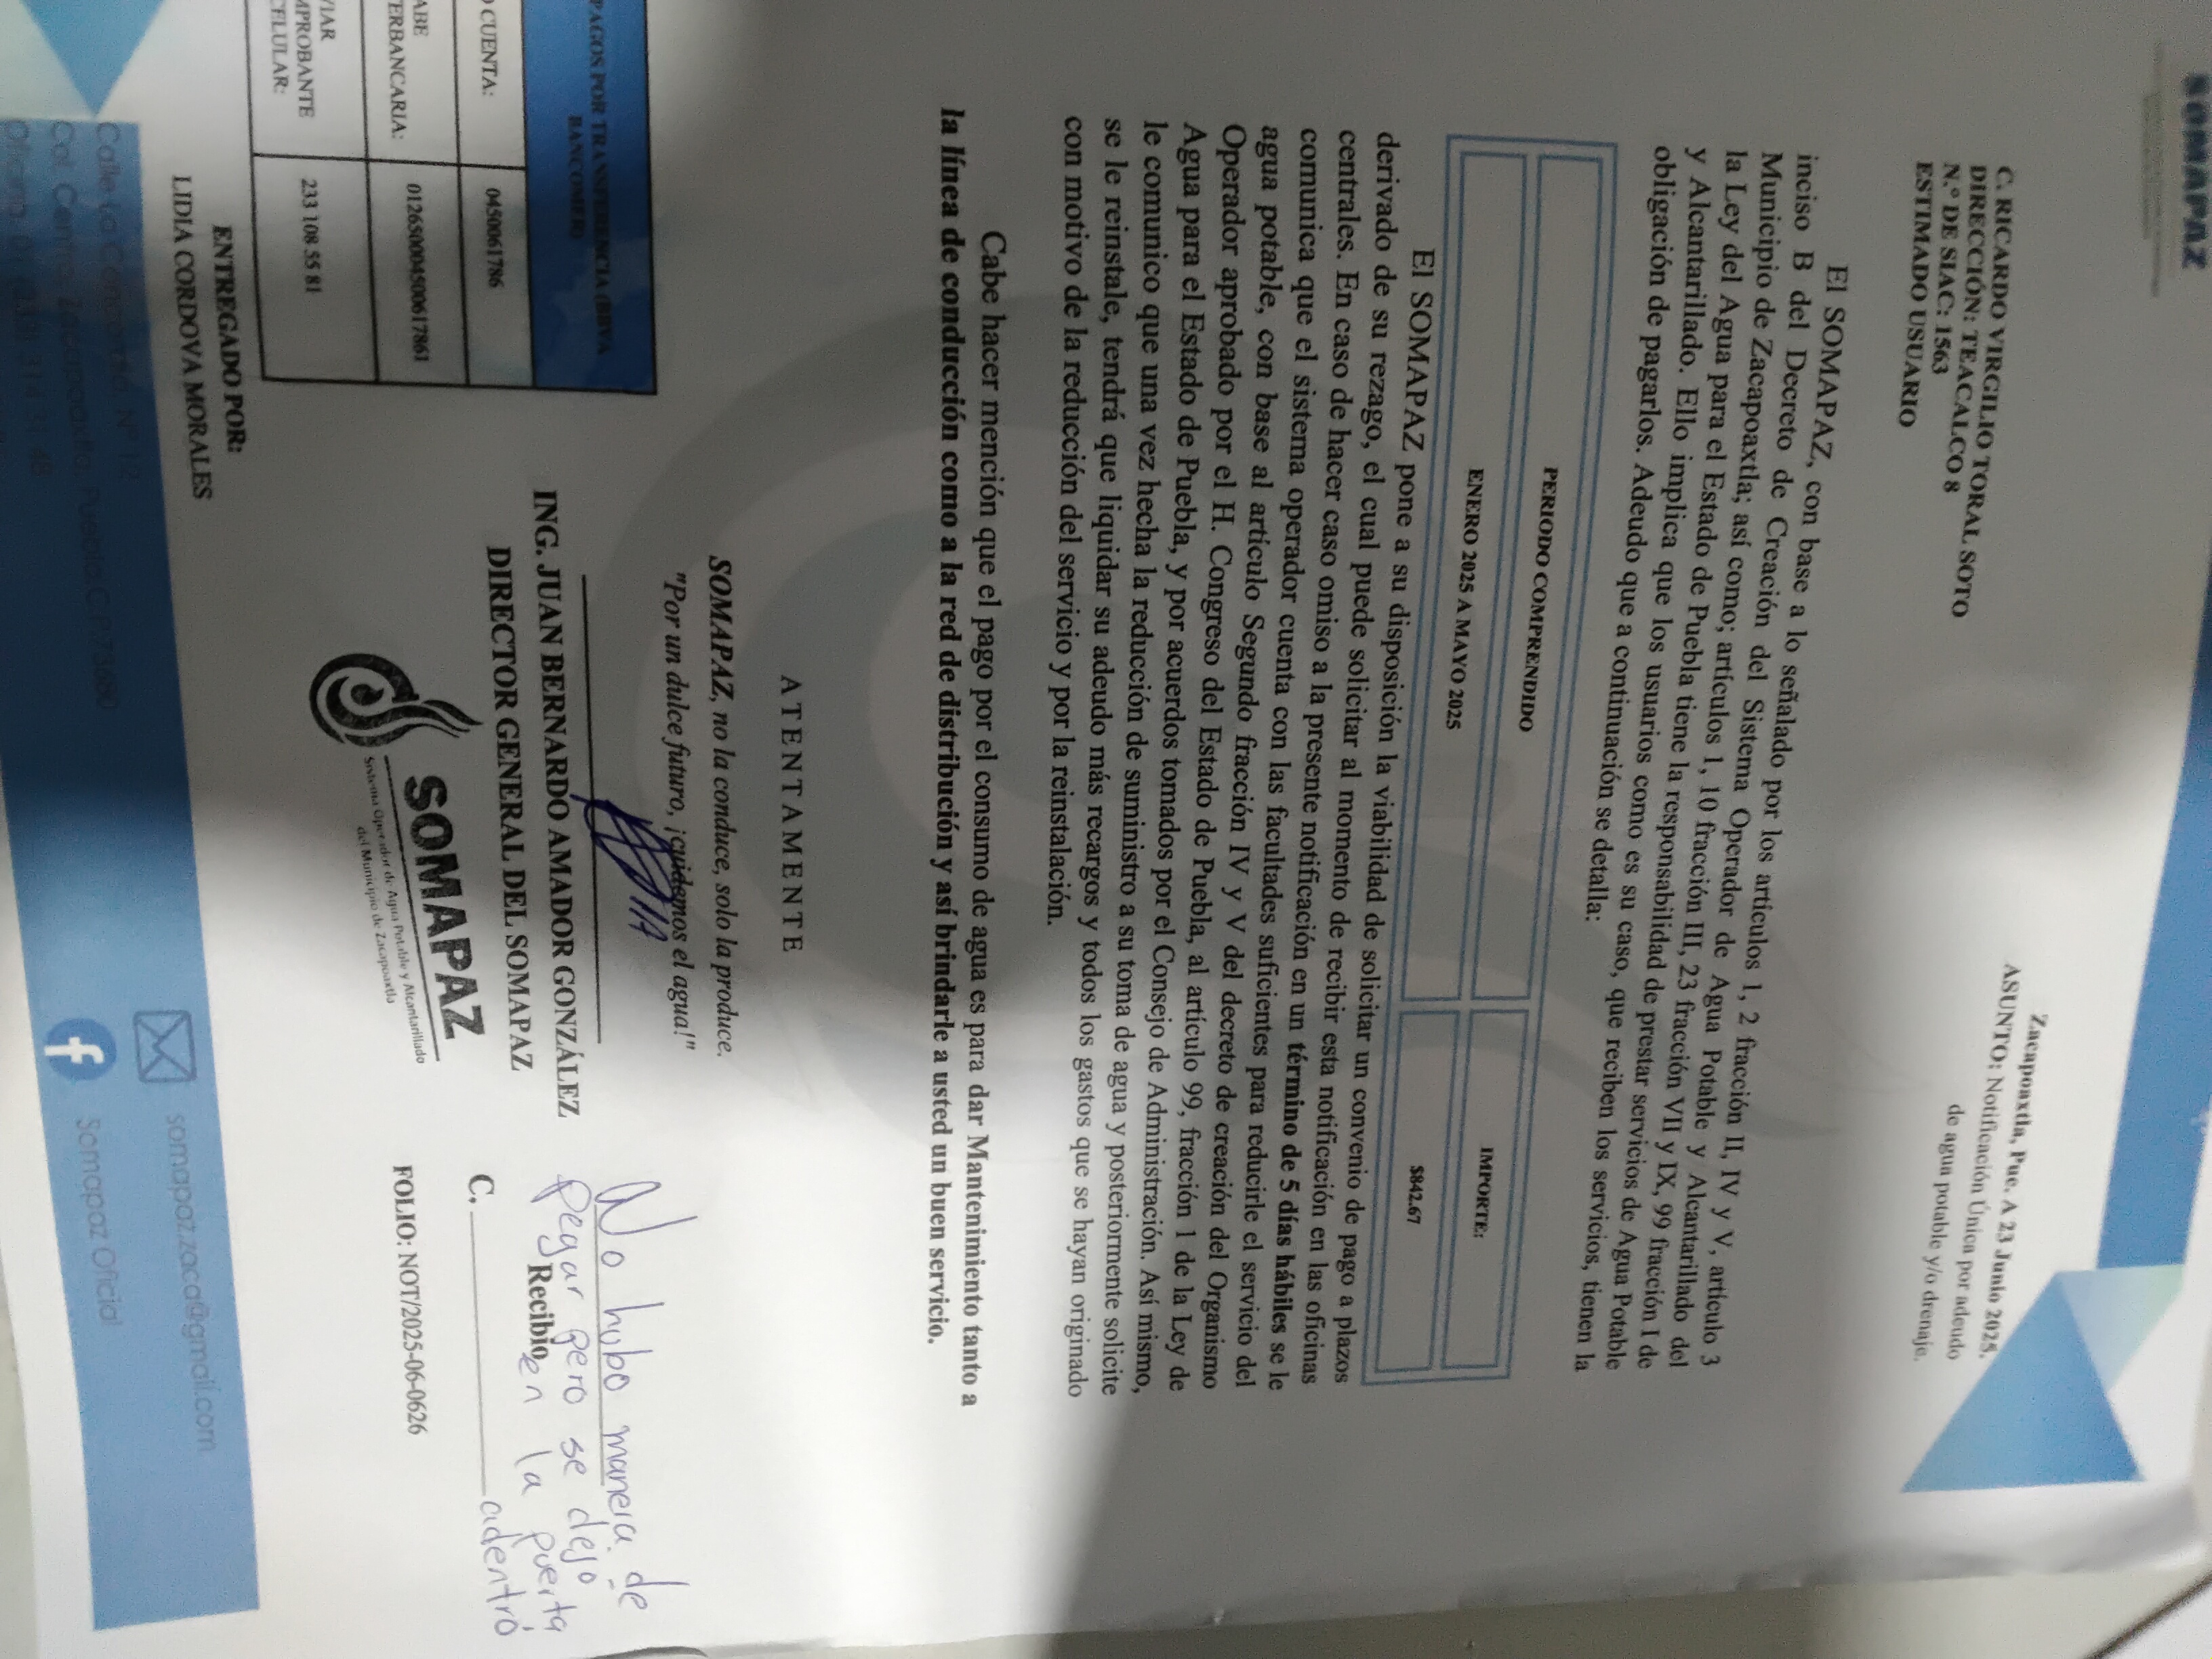 SOMAPAZ
Zacapoaxtla, Pue. A 23 Junio 2025.
ASUNTO: Notificación Única por adeudo
de agua potable y/o drenaje.
C. RICARDO VIRGILIO TORAL SOTO
DIRECCIÓN: TEACALCO 8
N.º DE SIAC: 1563
ESTIMADO USUARIO
El SOMAPAZ, con base a lo señalado por los artículos 1, 2 fracción II, IV y V, artículo 3
inciso B del Decreto de Creación del Sistema Operador de Agua Potable y Alcantarillado del
Municipio de Zacapoaxtla; así como; artículos 1, 10 fracción III, 23 fracción VII y IX, 99 fracción I de
la Ley del Agua para el Estado de Puebla tiene la responsabilidad de prestar servicios de Agua Potable
y Alcantarillado. Ello implica que los usuarios como es su caso, que reciben los servicios, tienen la
obligación de pagarlos. Adeudo que a continuación se detalla:
PERIODO COMPRENDIDO
IMPORTE:
ENERO 2025 A MAYO 2025
$842.67
El SOMAPAZ pone a su disposición la viabilidad de solicitar un convenio de pago a plazos
derivado de su rezago, el cual puede solicitar al momento de recibir esta notificación en las oficinas
centrales. En caso de hacer caso omiso a la presente notificación en un término de 5 días hábiles se le
comunica que el sistema operador cuenta con las facultades suficientes para reducirle el servicio del
agua potable, con base al artículo Segundo fracción IV y V del decreto de creación del Organismo
Operador aprobado por el H. Congreso del Estado de Puebla, al artículo 99, fracción 1 de la Ley de
Agua para el Estado de Puebla, y por acuerdos tomados por el Consejo de Administración. Así mismo,
le comunico que una vez hecha la reducción de suministro a su toma de agua y posteriormente solicite
se le reinstale, tendrá que liquidar su adeudo más recargos y todos los gastos que se hayan originado
con motivo de la reducción del servicio y por la reinstalación.
Cabe hacer mención que el pago por el consumo de agua es para dar Mantenimiento tanto a
la línea de conducción como a la red de distribución y así brindarle a usted un buen servicio.
ATENTAMENTE
SOMAPAZ, no la conduce, solo la produce.
"Por un dulce futuro, ¡cuidemos el agua!"
ING. JUAN BERNARDO AMADOR GONZÁLEZ
DIRECTOR GENERAL DEL SOMAPAZ
SOMAPAZ
Sistema Operador de Agua Potable y Alcantarillado
del Municipio de Zacapoaxtla
No hubo manera de
pegar pero se dejó
en la puerta
adentró
Recibio
C.
FOLIO: NOT/2025-06-0626
PAGOS POR TRANSFERENCIA (BBVA
BANCOMER)
CUENTA:
0450061786
ABE
TERBANCARIA:
012650004500617861
VIAR
MPROBANTE
CELULAR:
233 108 55 81
ENTREGADO POR:
LIDIA CORDOVA MORALES
Calle La Concordia, Nº 12
Col. Centro, Zacapoaxtla, Puebla C.P. 73680
Oficina. 01 (233) 314 31 48
somapaz.zaca@gmail.com
Somapaz Oficial